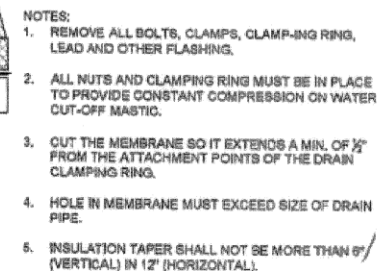 NOTES:
1. REMOVE ALL BOLTS, CLAMPS, CLAMP-ING RING,
LEAD AND OTHER FLASHING.
2. ALL NUTS AND CLAMPING RING MUST BE IN PLACE
TO PROVIDE CONSTANT COMPRESSION ON WATER
CUT-OFF MASTIC.
3. CUT THE MEMBRANE SO IT EXTENDS A MIN. OF ½"
FROM THE ATTACHMENT POINTS OF THE DRAIN
CLAMPING RING.
4. HOLE IN MEMBRANE MUST EXCEED SIZE OF DRAIN
PIPE.
5. INSULATION TAPER SHALL NOT BE MORE THAN 6"
(VERTICAL) IN 12" (HORIZONTAL).